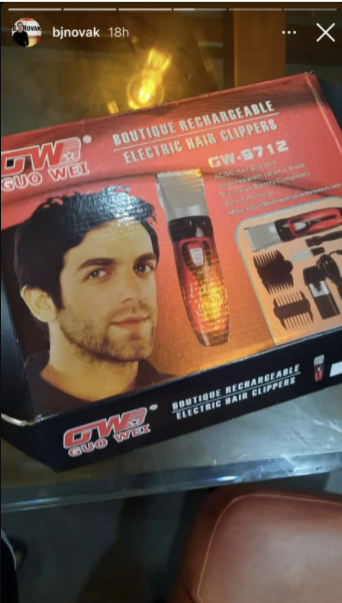 BJNOVAK
bjnovak 18h
GW
GUO WEI
®
BOUTIQUE RECHARGEABLE
ELECTRIC HAIR CLIPPERS
GW-9712
GW
GUO WEI
®
BOUTIQUE RECHARGEABLE
ELECTRIC HAIR CLIPPERS